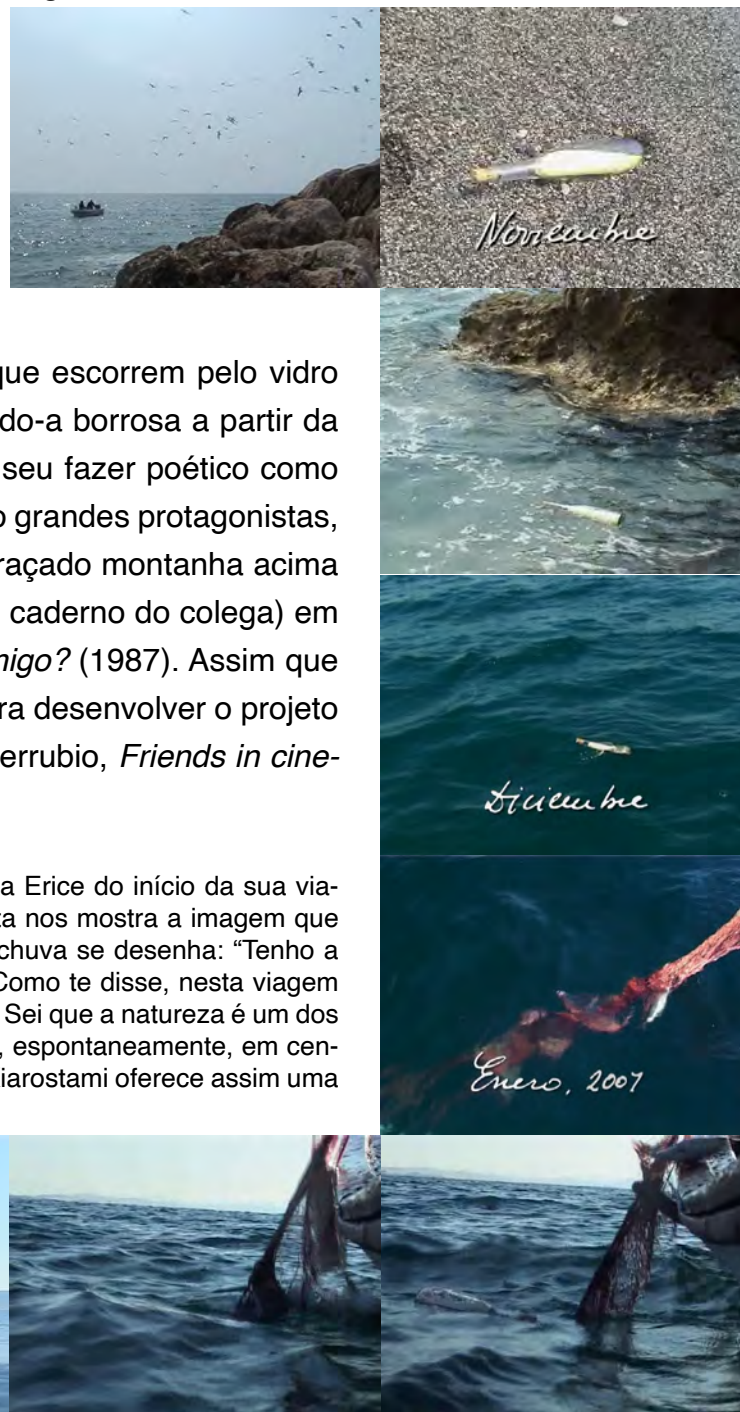 Noviembre
que escorrem pelo vidro
do-a borrosa a partir da
seu fazer poético como
o grandes protagonistas,
raçado montanha acima
caderno do colega) em
migo? (1987). Assim que
ra desenvolver o projeto
errubio, Friends in cine-
Diciembre
a Erice do início da sua via-
ta nos mostra a imagem que
chuva se desenha: “Tenho a
Como te disse, nesta viagem
Sei que a natureza é um dos
, espontaneamente, em cen-
iarostami oferece assim uma
Enero, 2007